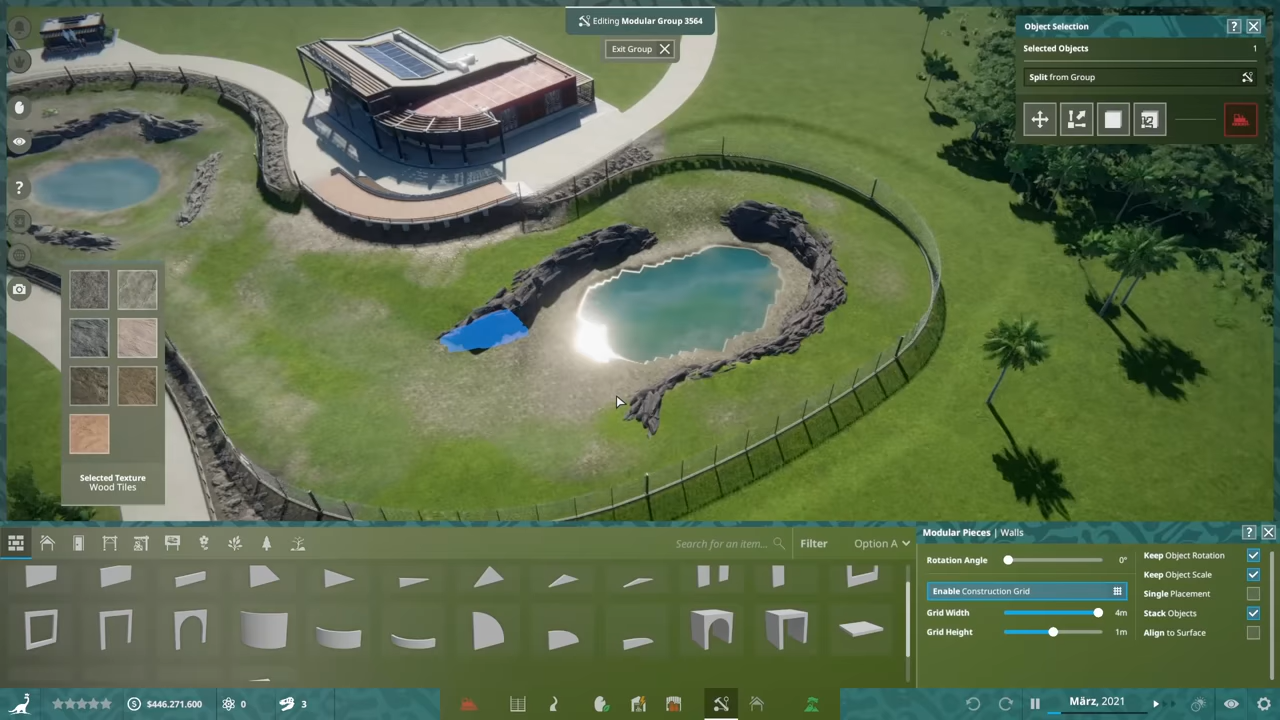 Editing Modular Group 3564
Exit Group
Object Selection
?
Selected Objects 1
Split from Group
?
Selected Texture
Wood Tiles
Search for an item...
Filter
Option A
Modular Pieces | Walls
?
Rotation Angle 0°
Enable Construction Grid
Grid Width 4m
Grid Height 1m
Keep Object Rotation
Keep Object Scale
Single Placement
Stack Objects
Align to Surface
$446.271.600
0
3
März, 2021